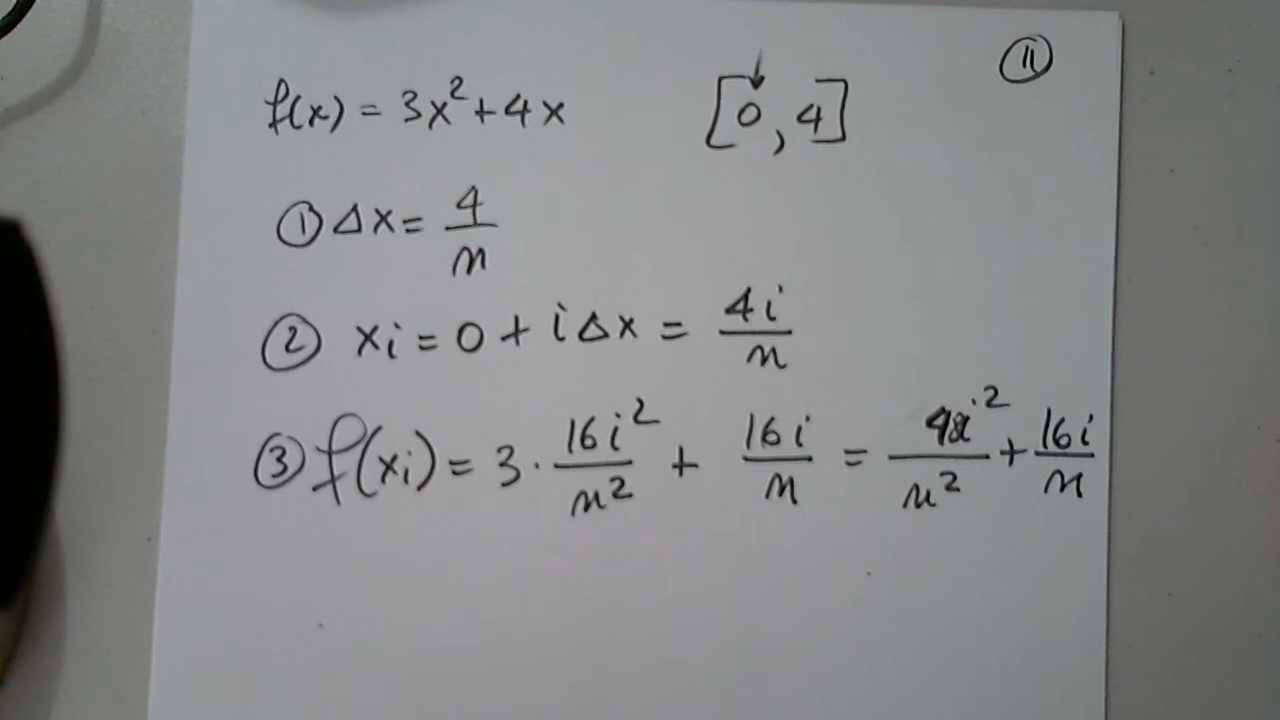 ⑪
f(x) = 3x² + 4x [0, 4]
① Δx = 4/n
② xi = 0 + iΔx = 4i/n
③ f(xi) = 3 · 16i²/n² + 16i/n = 48i²/n² + 16i/n